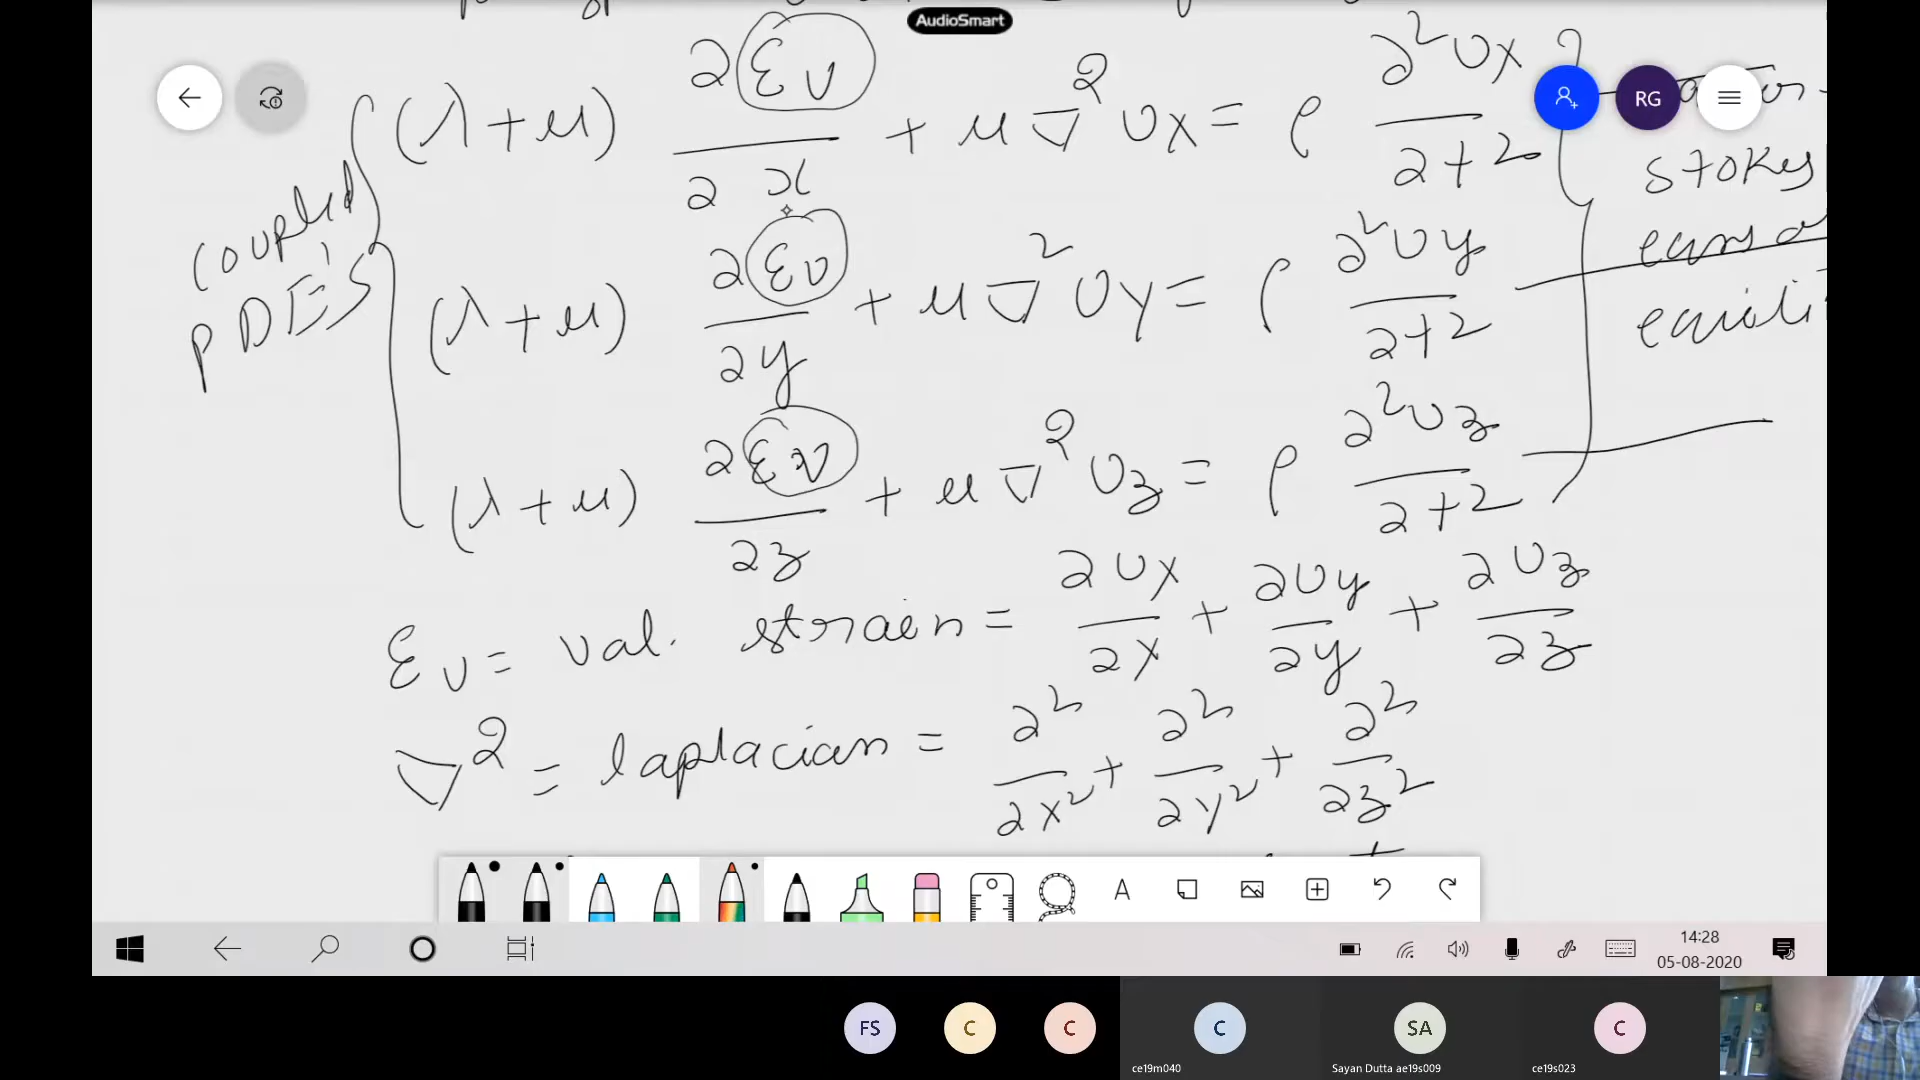 AudioSmart
(λ+μ) ∂εv/∂x + μ∇²Ux = ρ ∂²Ux/∂t²
RG
coupled
PDES
stokes
(λ+μ) ∂εv/∂y + μ∇²Uy = ρ ∂²Uy/∂t²
(λ+μ) ∂εv/∂z + μ∇²Uz = ρ ∂²Uz/∂t²
εv = val. strain = ∂Ux/∂x + ∂Uy/∂y + ∂Uz/∂z
∇² = laplacian = ∂²/∂x² + ∂²/∂y² + ∂²/∂z²
A
14:28
05-08-2020
FS
C
C
C
SA
C
ce19m040
Sayan Dutta ae19s009
ce19s023